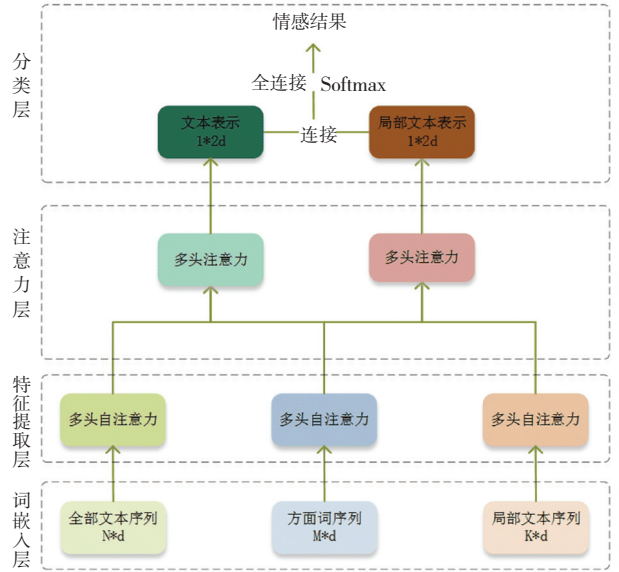 分类层
情感结果
全连接 Softmax
文本表示
1*2d
连接
局部文本表示
1*2d
注意力层
多头注意力
多头注意力
特征提取层
多头自注意力
多头自注意力
多头自注意力
词嵌入层
全部文本序列
N*d
方面词序列
M*d
局部文本序列
K*d